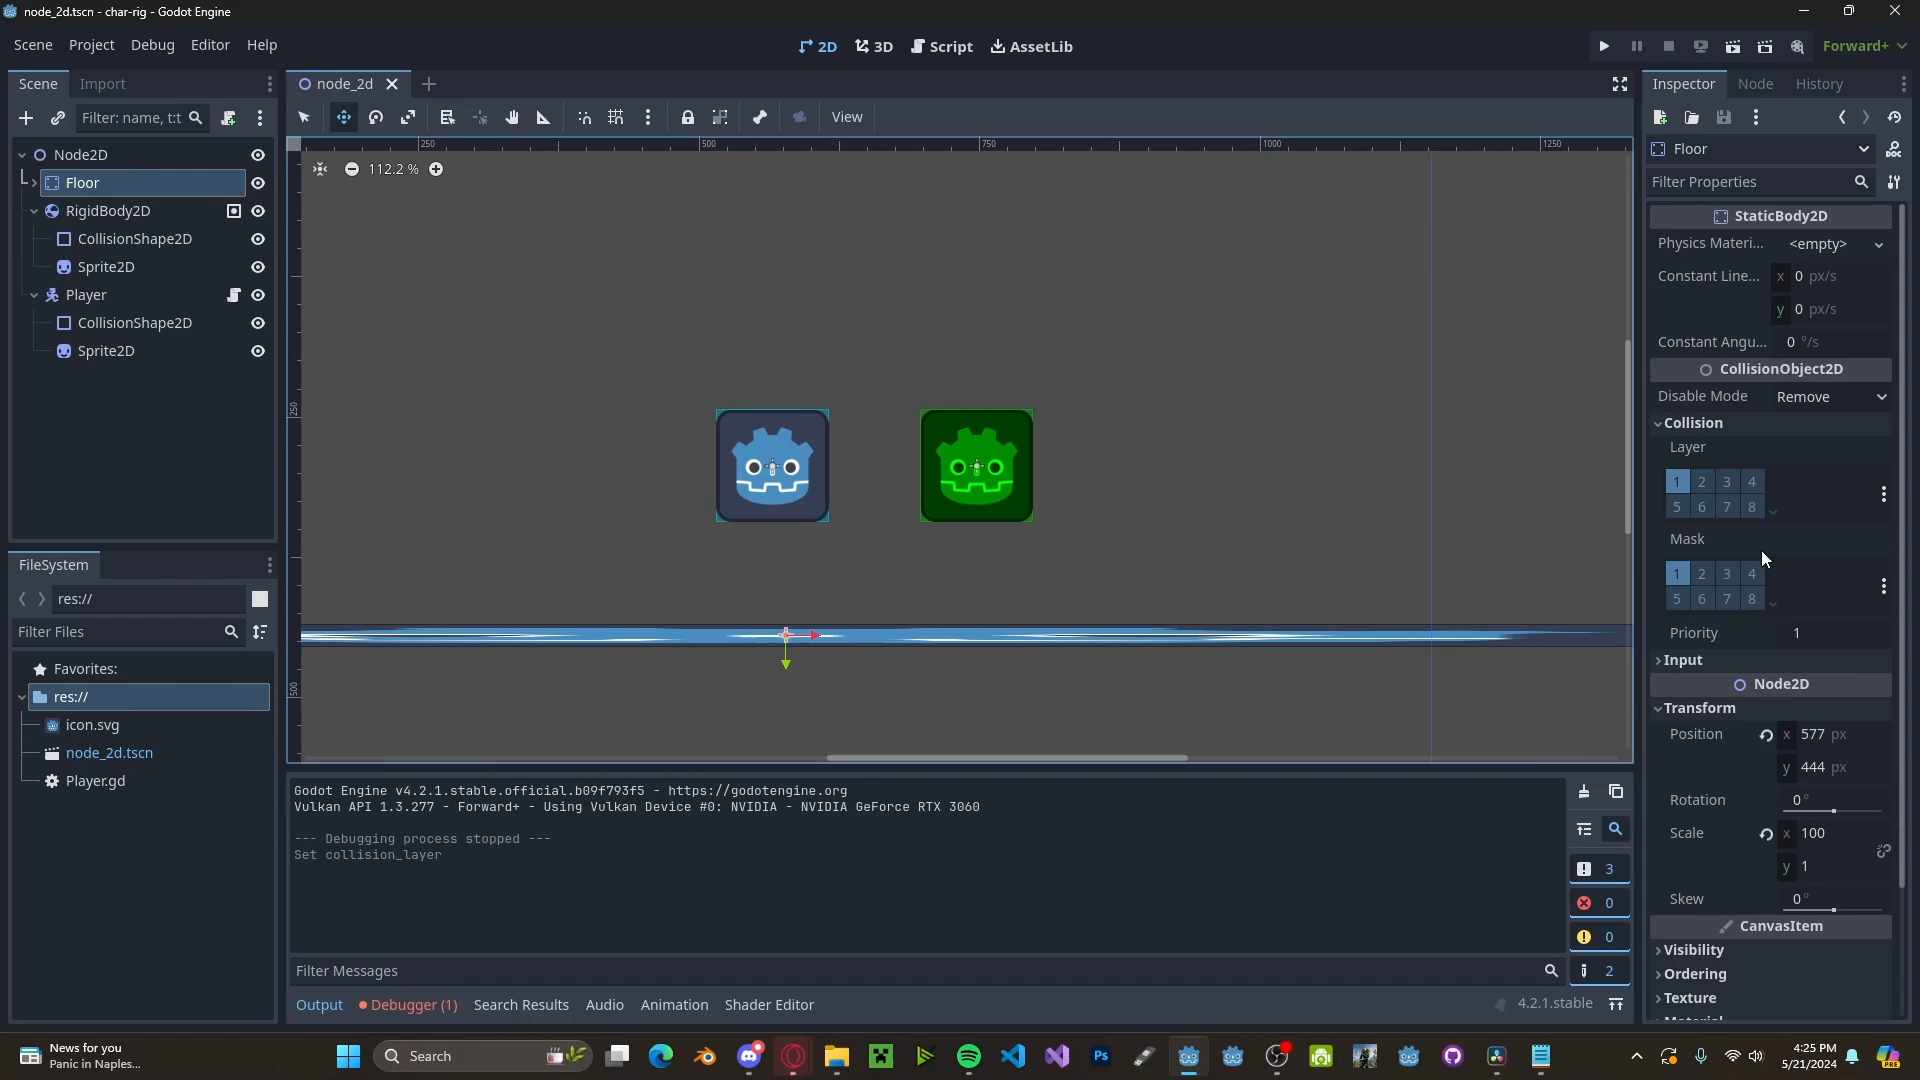 node_2d.tscn - char-rig - Godot Engine
Scene Project Debug Editor Help
2D 3D Script AssetLib
Forward+
Scene Import
node_2d
Inspector Node History
Filter: name, t:t
View
Node2D
Floor
RigidBody2D
CollisionShape2D
Sprite2D
Player
CollisionShape2D
Sprite2D
FileSystem
res://
Filter Files
Favorites:
res://
icon.svg
node_2d.tscn
Player.gd
250 500 750 1000 1250
112.2 %
250
500
Floor
Filter Properties
StaticBody2D
Physics Materi... <empty>
Constant Line... x 0 px/s
y 0 px/s
Constant Angu... 0 °/s
CollisionObject2D
Disable Mode Remove
Collision
Layer
1 2 3 4
5 6 7 8
Mask
1 2 3 4
5 6 7 8
Priority 1
Input
Node2D
Transform
Position x 577 px
y 444 px
Rotation 0 °
Scale x 100
y 1
Skew 0 °
CanvasItem
Visibility
Ordering
Texture
Material
Godot Engine v4.2.1.stable.official.b09f793f5 - https://godotengine.org
Vulkan API 1.3.277 - Forward+ - Using Vulkan Device #0: NVIDIA - NVIDIA GeForce RTX 3060
--- Debugging process stopped ---
Set collision_layer
3
0
0
2
Filter Messages
Output Debugger (1) Search Results Audio Animation Shader Editor
4.2.1.stable
News for you
Panic in Naples...
Search
Ps
PRE
4:25 PM
5/21/2024